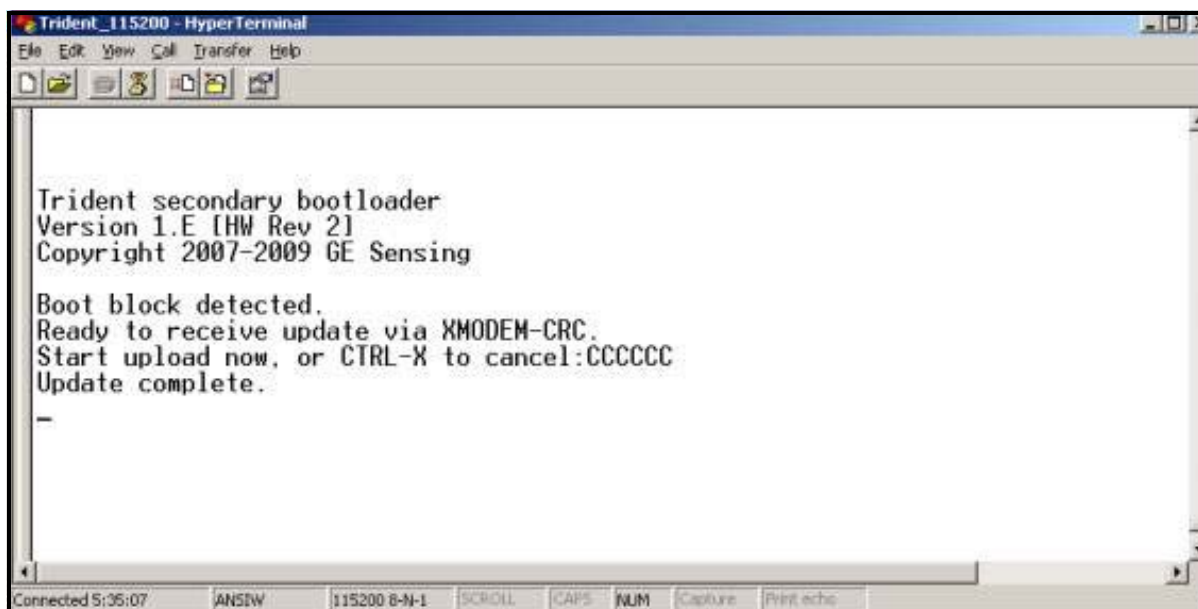 Trident_115200 - HyperTerminal
File Edit View Call Transfer Help
Trident secondary bootloader
Version 1.E [HW Rev 2]
Copyright 2007-2009 GE Sensing
Boot block detected.
Ready to receive update via XMODEM-CRC.
Start upload now, or CTRL-X to cancel:CCCCCC
Update complete.
Connected 5:35:07 ANSIW 115200 8-N-1 SCROLL CAPS NUM Capture Print echo